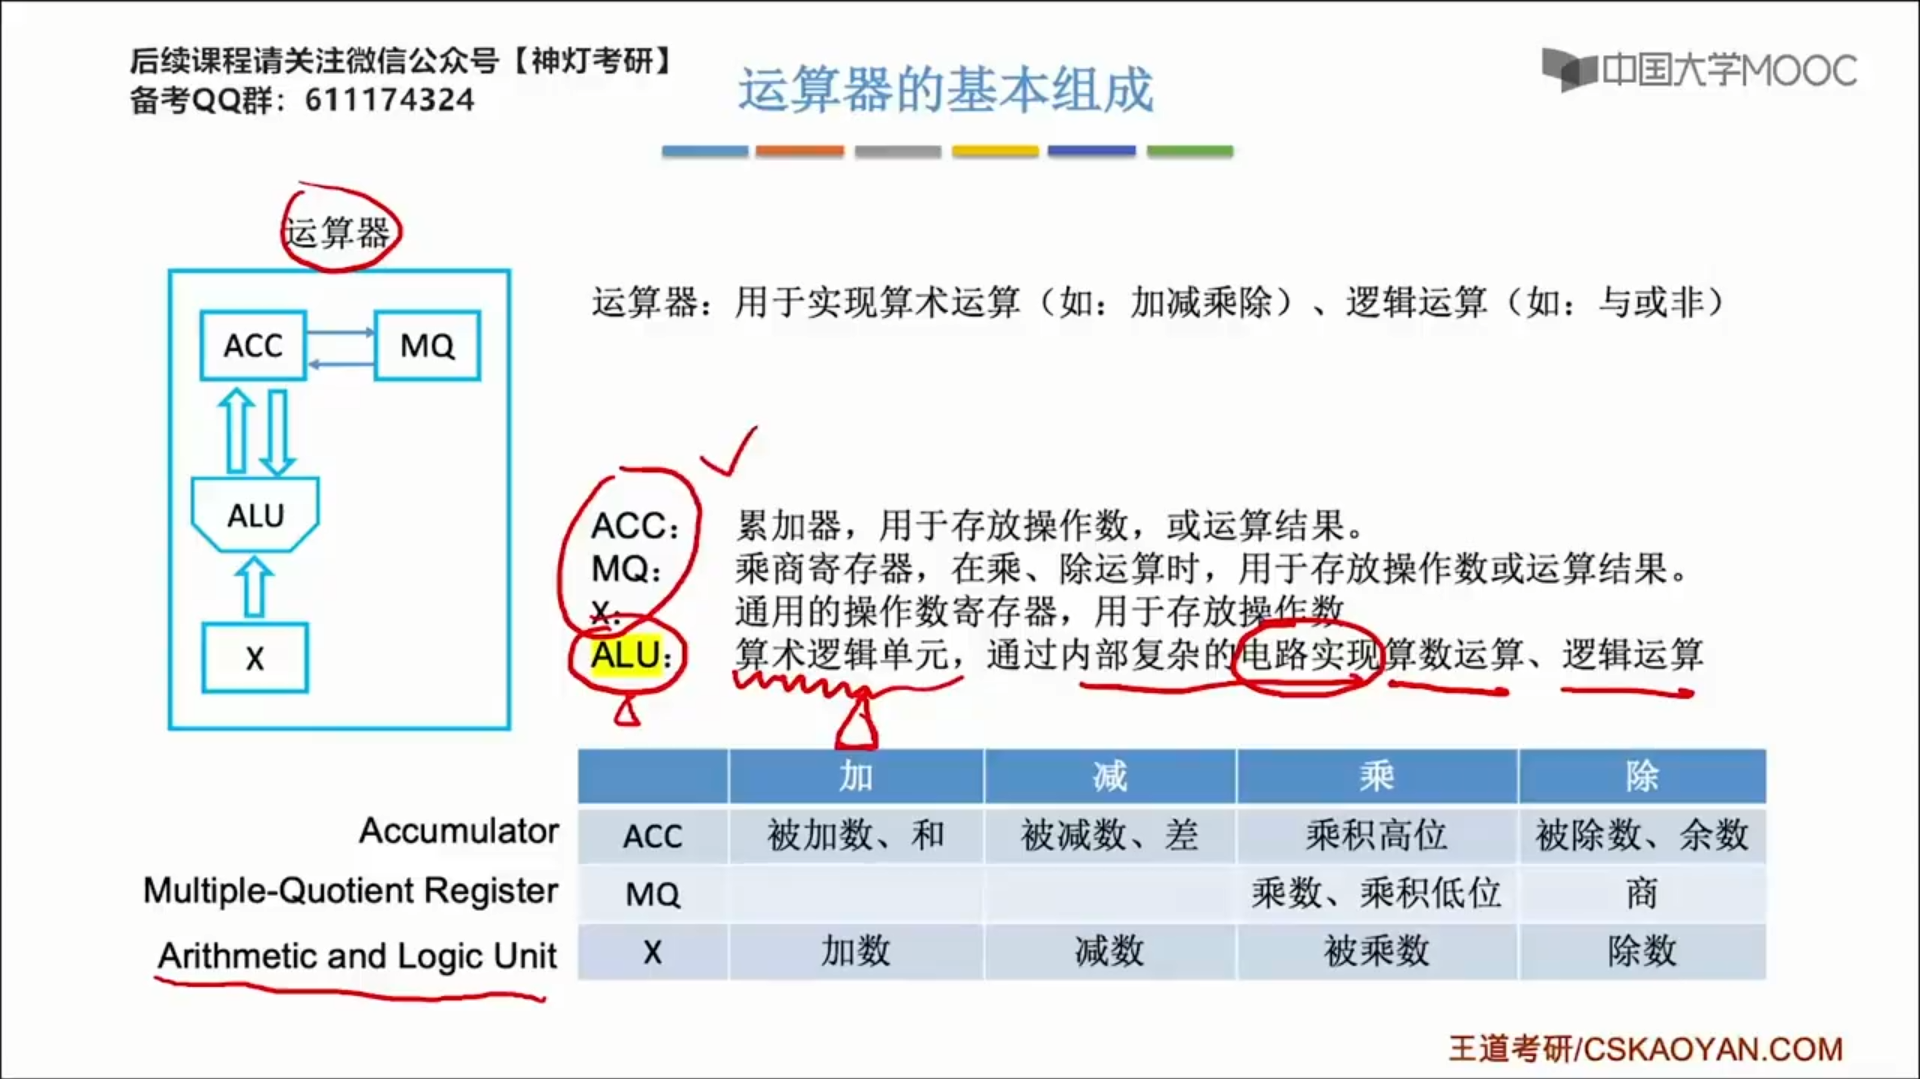 后续课程请关注微信公众号【神灯考研】
备考QQ群：611174324
中国大学MOOC
运算器的基本组成
运算器
ACC
MQ
ALU
X
运算器：用于实现算术运算（如：加减乘除）、逻辑运算（如：与或非）
ACC： 累加器，用于存放操作数，或运算结果。
MQ： 乘商寄存器，在乘、除运算时，用于存放操作数或运算结果。
X： 通用的操作数寄存器，用于存放操作数
ALU： 算术逻辑单元，通过内部复杂的电路实现算数运算、逻辑运算
加 减 乘 除
Accumulator ACC 被加数、和 被减数、差 乘积高位 被除数、余数
Multiple-Quotient Register MQ 乘数、乘积低位 商
Arithmetic and Logic Unit X 加数 减数 被乘数 除数
王道考研/CSKAOYAN.COM